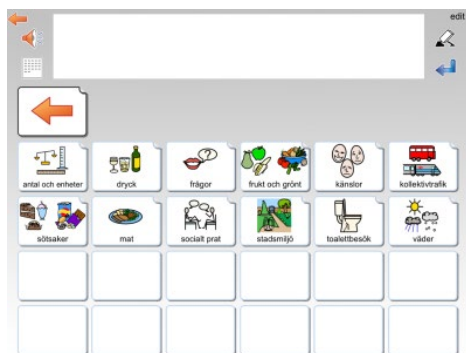 edit
antal och enheter
dryck
frågor
frukt och grönt
känslor
kollektivtrafik
sötsaker
mat
socialt prat
stadsmiljö
toalettbesök
väder